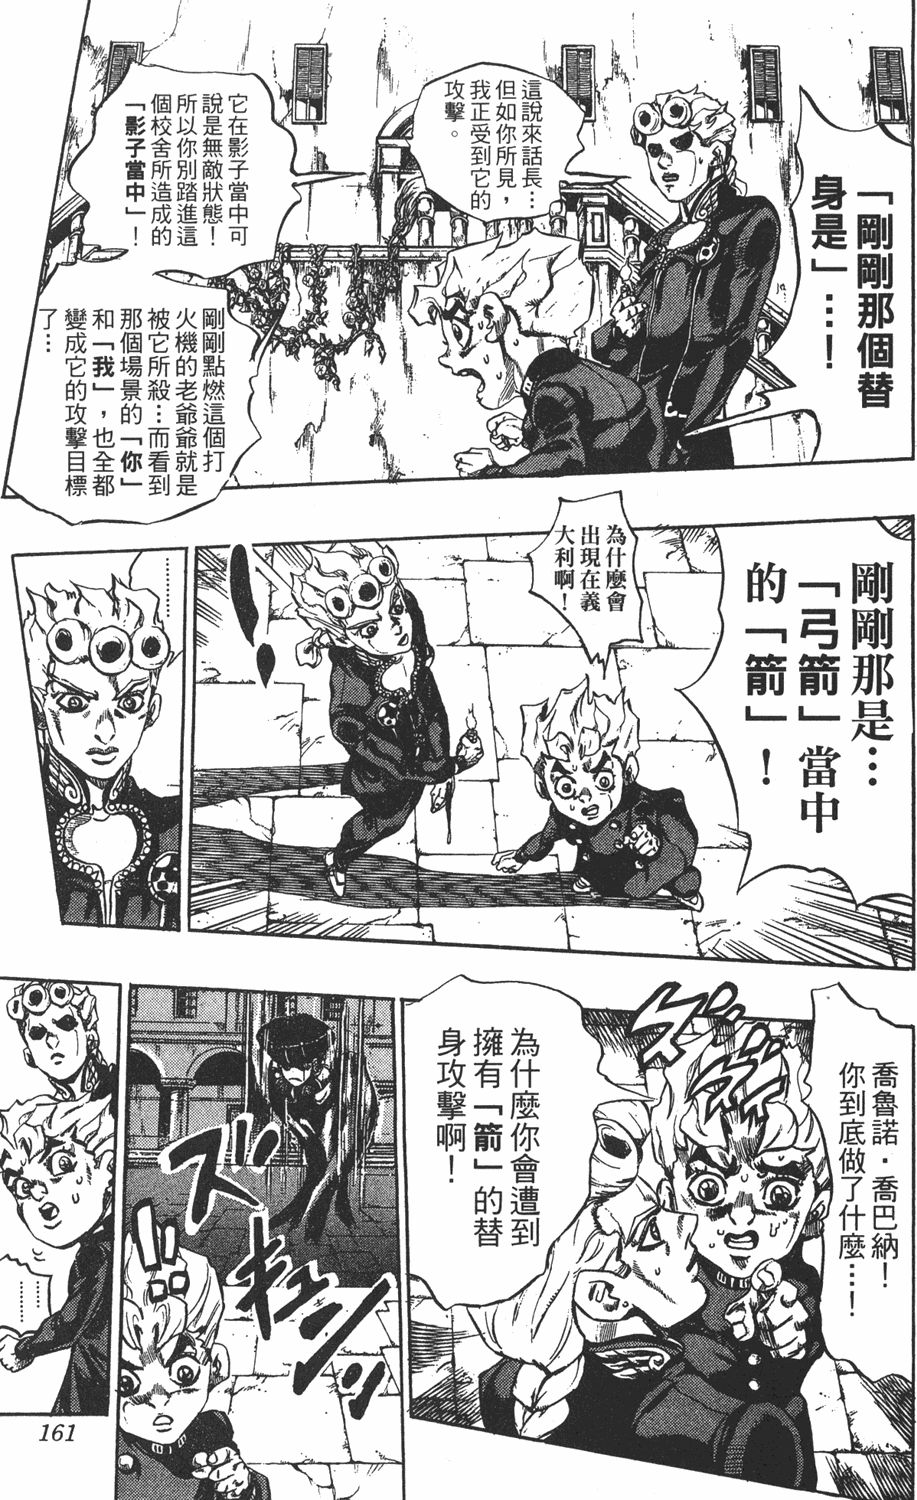 「剛剛那個替
身是」…！
這說來話長…
但如你所見，
我正受到它的
攻擊。
它在影子當中可
說是無敵狀態！
所以你別踏進這
個校舍所造成的
「影子當中」！
剛剛點燃這個打
火機的老爺爺就是
被它所殺…而看到
那個場景的「你」
和「我」，也全都
變成它的攻擊目標
了…
剛剛那是…
「弓箭」當中
的「箭」！
為什麼會
出現在義
大利啊！
！
………
喬魯諾．喬巴納！
你到底做了什麼…！
為什麼你會遭到
擁有「箭」的替
身攻擊啊！
ズズズ
ズ
ギュン
!!
……
161